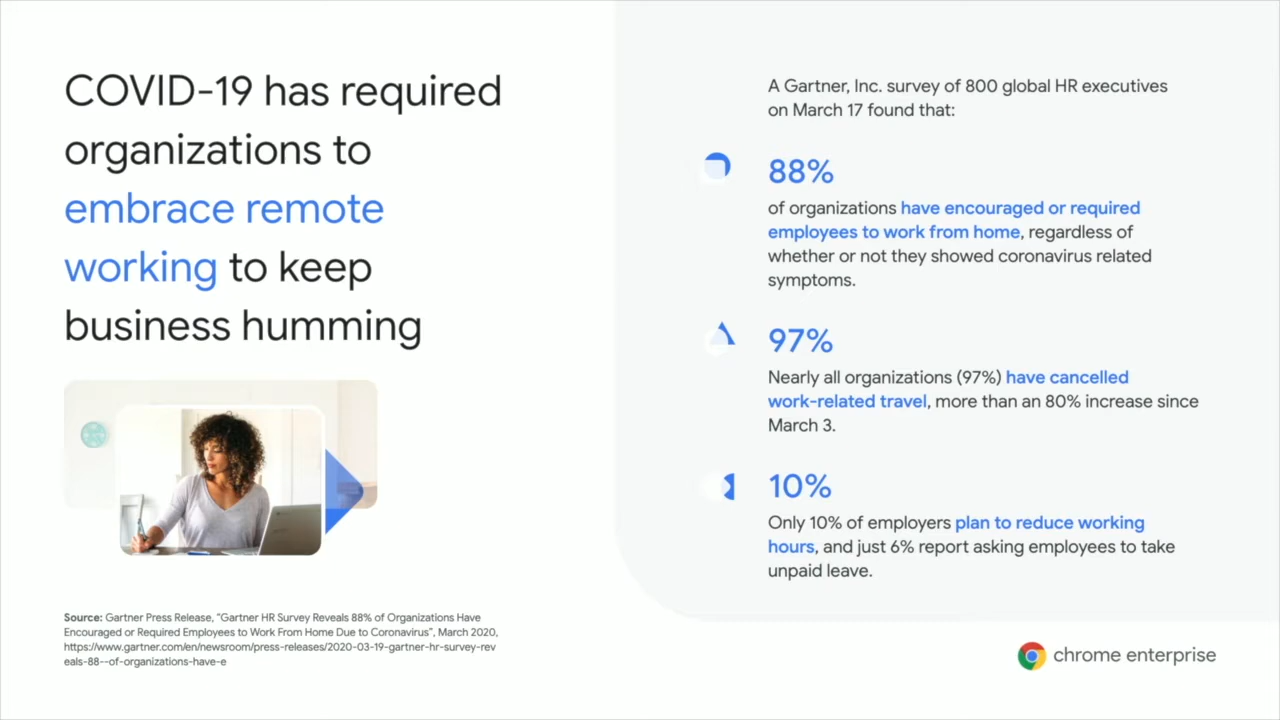 COVID-19 has required
organizations to
embrace remote
working to keep
business humming
A Gartner, Inc. survey of 800 global HR executives
on March 17 found that:
88%
of organizations have encouraged or required
employees to work from home, regardless of
whether or not they showed coronavirus related
symptoms.
97%
Nearly all organizations (97%) have cancelled
work-related travel, more than an 80% increase since
March 3.
10%
Only 10% of employers plan to reduce working
hours, and just 6% report asking employees to take
unpaid leave.
Source: Gartner Press Release, "Gartner HR Survey Reveals 88% of Organizations Have
Encouraged or Required Employees to Work From Home Due to Coronavirus", March 2020,
https://www.gartner.com/en/newsroom/press-releases/2020-03-19-gartner-hr-survey-rev
eals-88--of-organizations-have-e
chrome enterprise